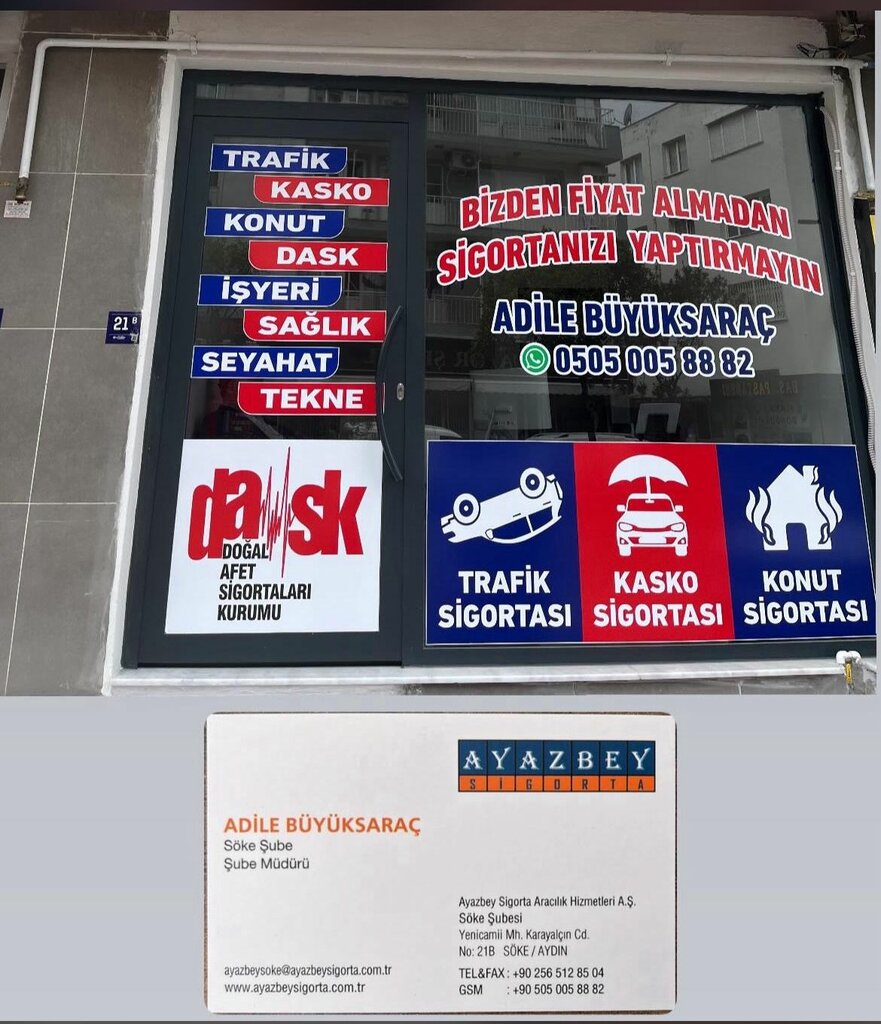 TRAFİK
KASKO
KONUT
DASK
İŞYERİ
SAĞLIK
SEYAHAT
TEKNE
dask
DOĞAL
AFET
SİGORTALARI
KURUMU
21 B
BİZDEN FİYAT ALMADAN
SİGORTANIZI YAPTIRMAYIN
ADİLE BÜYÜKSARAÇ
0505 005 88 82
TRAFİK
SİGORTASI
KASKO
SİGORTASI
KONUT
SİGORTASI
AYAZBEY
SİGORTA
ADİLE BÜYÜKSARAÇ
Söke Şube
Şube Müdürü
Ayazbey Sigorta Aracılık Hizmetleri A.Ş.
Söke Şubesi
Yenicamii Mh. Karayalçın Cd.
No: 21B SÖKE / AYDIN
ayazbeysoke@ayazbeysigorta.com.tr
www.ayazbeysigorta.com.tr
TEL&FAX : +90 256 512 85 04
GSM : +90 505 005 88 82